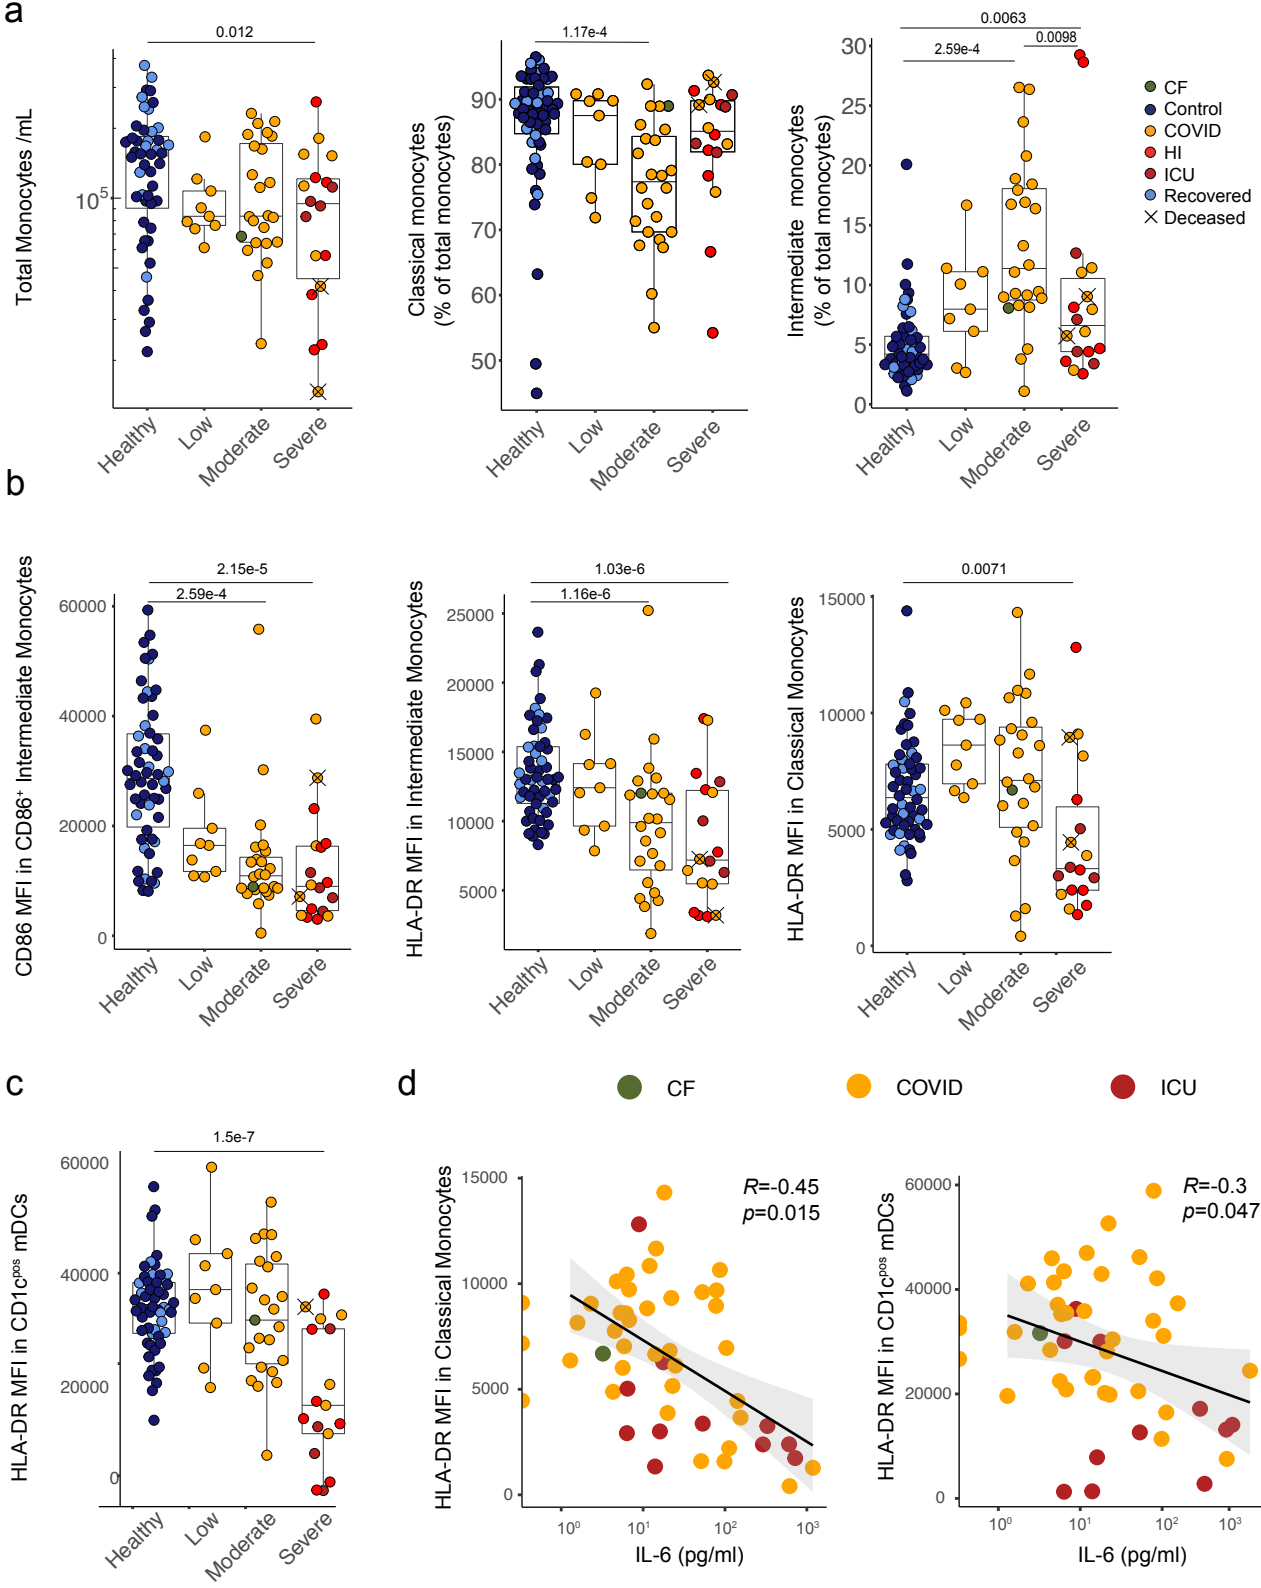 a
0.012
Total Monocytes /mL
10⁵
Healthy
Low
Moderate
Severe
1.17e-4
Classical monocytes
(% of total monocytes)
90
80
70
60
50
Healthy
Low
Moderate
Severe
0.0063
0.0098
2.59e-4
Intermediate monocytes
(% of total monocytes)
30
25
20
15
10
5
0
Healthy
Low
Moderate
Severe
CF
Control
COVID
HI
ICU
Recovered
Deceased
b
2.15e-5
2.59e-4
CD86 MFI in CD86⁺ Intermediate Monocytes
60000
40000
20000
0
Healthy
Low
Moderate
Severe
1.03e-6
1.16e-6
HLA-DR MFI in Intermediate Monocytes
25000
20000
15000
10000
5000
Healthy
Low
Moderate
Severe
0.0071
HLA-DR MFI in Classical Monocytes
15000
10000
5000
0
Healthy
Low
Moderate
Severe
c
1.5e-7
HLA-DR MFI in CD1cᵖᵒˢ mDCs
60000
40000
20000
0
Healthy
Low
Moderate
Severe
d
CF
COVID
ICU
HLA-DR MFI in Classical Monocytes
15000
10000
5000
0
R=-0.45
p=0.015
10⁰
10¹
10²
10³
IL-6 (pg/ml)
HLA-DR MFI in CD1cᵖᵒˢ mDCs
60000
40000
20000
0
R=-0.3
p=0.047
10⁰
10¹
10²
10³
IL-6 (pg/ml)